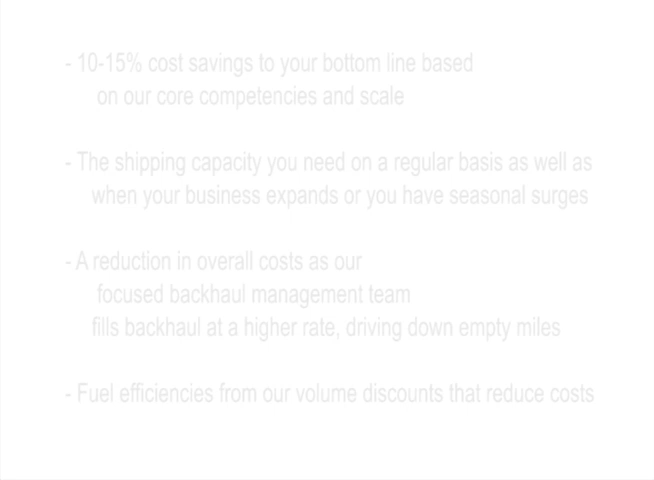 - 10-15% cost savings to your bottom line based
on our core competencies and scale
- The shipping capacity you need on a regular basis as well as
when your business expands or you have seasonal surges
- A reduction in overall costs as our
focused backhaul management team
fills backhaul at a higher rate, driving down empty miles
- Fuel efficiencies from our volume discounts that reduce costs